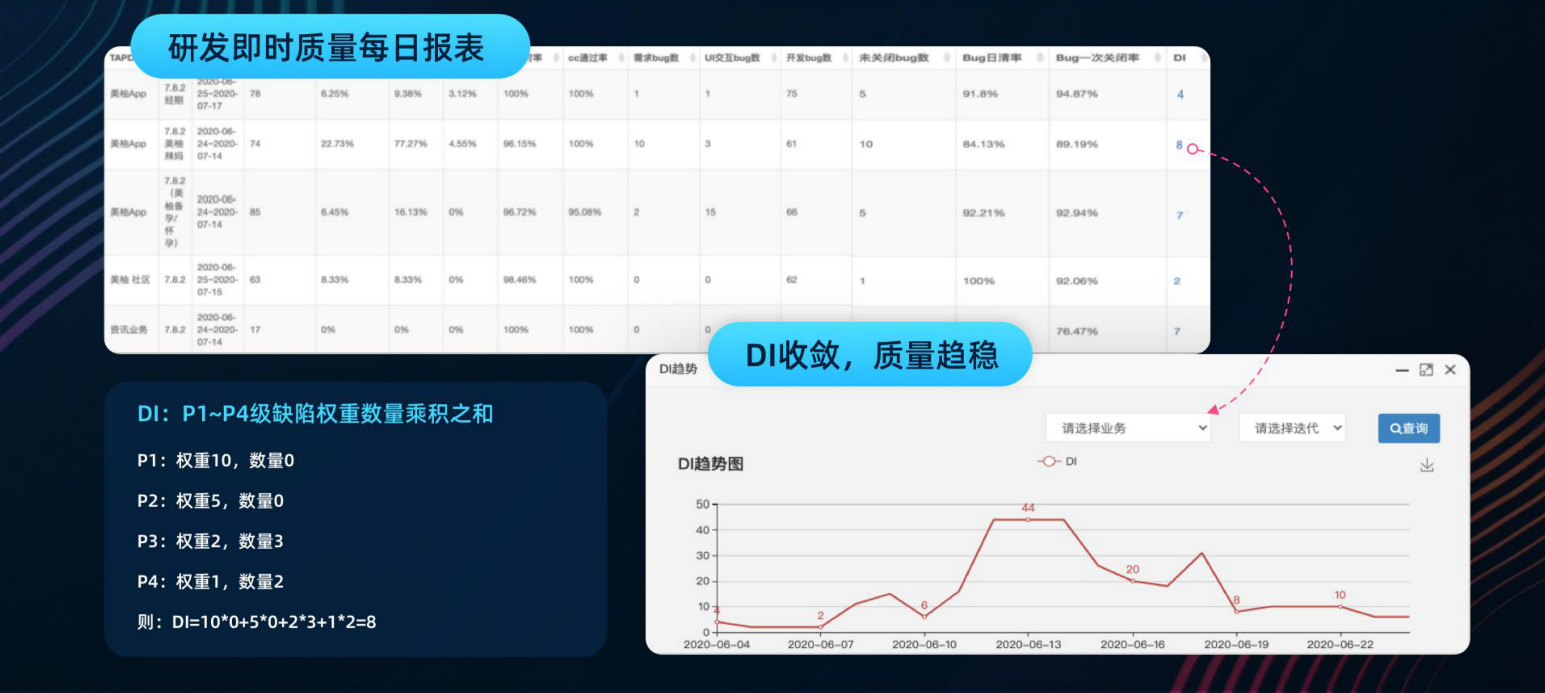 研发即时质量每日报表
TAPD 时率 cc通过率 需求bug数 UI交互bug数 开发bug数 未关闭bug数 Bug日清率 Bug一次关闭率 DI
美柚App 7.8.2经期 2020-06-25~2020-07-17 78 6.25% 9.38% 3.12% 100% 100% 1 1 75 5 91.8% 94.87% 4
美柚App 7.8.2美柚辣妈 2020-06-24~2020-07-14 74 22.73% 77.27% 4.55% 96.15% 100% 10 3 61 10 84.13% 89.19% 8
美柚App 7.8.2（美柚备孕/怀孕） 2020-06-24~2020-07-14 85 6.45% 16.13% 0% 96.72% 95.08% 2 15 66 5 92.21% 92.94% 7
美柚 社区 7.8.2 2020-06-25~2020-07-15 63 8.33% 8.33% 0% 98.46% 100% 0 0 62 1 100% 92.06% 2
资讯业务 7.8.2 2020-06-24~2020-07-14 17 0% 0% 0% 100% 100% 0 0 76.47% 7
DI收敛，质量趋稳
DI趋势
请选择业务 请选择迭代 查询
DI趋势图 DI
50
40
30
20
10
0
4 2 6 44 20 8 10
2020-06-04 2020-06-07 2020-06-10 2020-06-13 2020-06-16 2020-06-19 2020-06-22
DI：P1~P4级缺陷权重数量乘积之和
P1：权重10，数量0
P2：权重5，数量0
P3：权重2，数量3
P4：权重1，数量2
则：DI=10*0+5*0+2*3+1*2=8